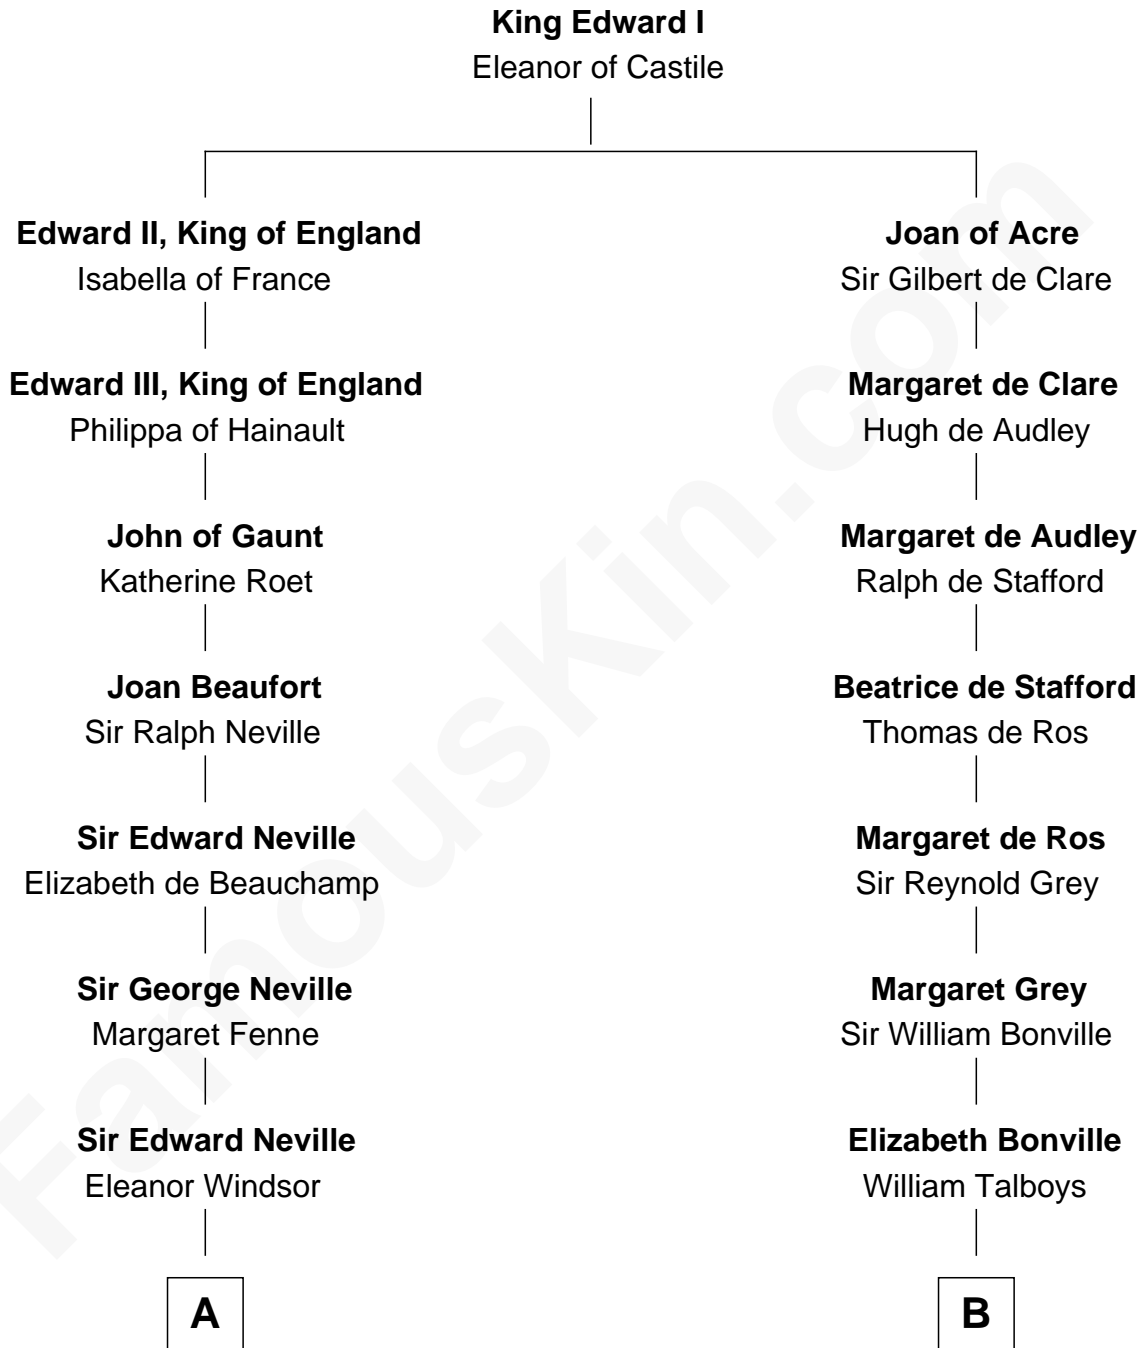 King Edward I
Eleanor of Castile
Edward II, King of England
Isabella of France
Joan of Acre
Sir Gilbert de Clare
Edward III, King of England
Philippa of Hainault
Margaret de Clare
Hugh de Audley
John of Gaunt
Katherine Roet
Margaret de Audley
Ralph de Stafford
Joan Beaufort
Sir Ralph Neville
Beatrice de Stafford
Thomas de Ros
Sir Edward Neville
Elizabeth de Beauchamp
Margaret de Ros
Sir Reynold Grey
Sir George Neville
Margaret Fenne
Margaret Grey
Sir William Bonville
Sir Edward Neville
Eleanor Windsor
Elizabeth Bonville
William Talboys
A
B
FamousKin.com